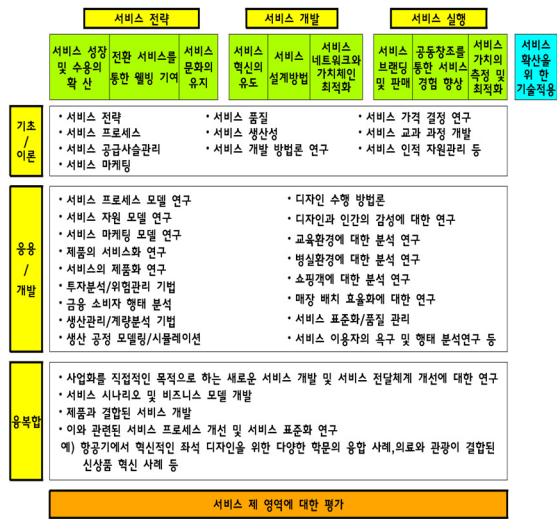 서비스 전략
서비스 개발
서비스 실행
서비스 성장
및 수용의
확 산
전환 서비스를
통한 웰빙 기여
서비스
문화의
유지
서비스
혁신의
유도
서비스
설계방법
서비스
네트워크와
가치체인
최적화
서비스
브랜딩
및 판매
공동창조를
통한 서비스
경험 향상
서비스
가치의
측정 및
최적화
서비스
확산을
위 한
기술적용
기초
/
이론
• 서비스 전략
• 서비스 프로세스
• 서비스 공급사슬관리
• 서비스 마케팅
• 서비스 품질
• 서비스 생산성
• 서비스 개발 방법론 연구
• 서비스 가격 결정 연구
• 서비스 교과 과정 개발
• 서비스 인적 자원관리 등
응용
/
개발
• 서비스 프로세스 모델 연구
• 서비스 자원 모델 연구
• 서비스 마케팅 모델 연구
• 제품의 서비스화 연구
• 서비스의 제품화 연구
• 투자분석/위험관리 기법
• 금융 소비자 행태 분석
• 생산관리/계량분석 기법
• 생산 공정 모델링/시뮬레이션
• 디자인 수행 방법론
• 디자인과 인간의 감성에 대한 연구
• 교육환경에 대한 분석 연구
• 병실환경에 대한 분석 연구
• 쇼핑객에 대한 분석 연구
• 매장 배치 효율화에 대한 연구
• 서비스 표준화/품질 관리
• 서비스 이용자의 욕구 및 행태 분석연구 등
융복합
• 사업화를 직접적인 목적으로 하는 새로운 서비스 개발 및 서비스 전달체계 개선에 대한 연구
• 서비스 시나리오 및 비즈니스 모델 개발
• 제품과 결합된 서비스 개발
• 이와 관련된 서비스 프로세스 개선 및 서비스 표준화 연구
예) 항공기에서 혁신적인 좌석 디자인을 위한 다양한 학문의 융합 사례,의료와 관광이 결합된
신상품 혁신 사례 등
서비스 제 영역에 대한 평가